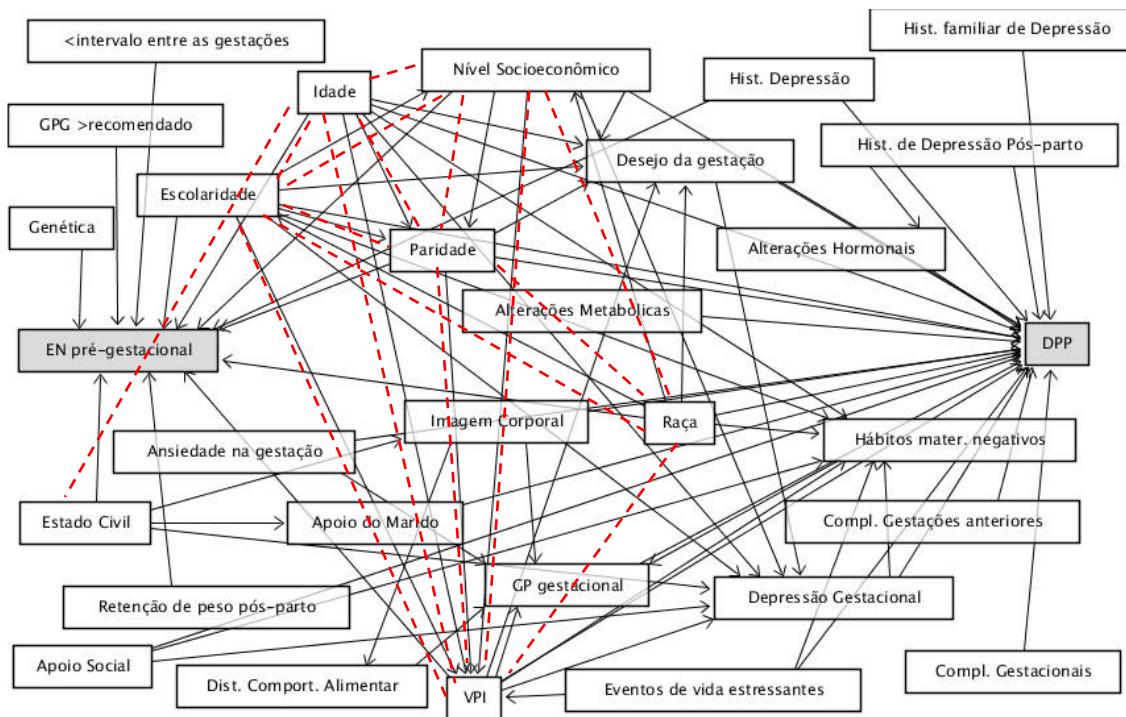 Hist. familiar de Depressão
<intervalo entre as gestações
Nível Socioeconômico
Hist. Depressão
Idade
GPG >recomendado
Hist. de Depressão Pós-parto
Desejo da gestação
Escolaridade
Genética
Paridade
Alterações Hormonais
Alterações Metabólicas
EN pré-gestacional
DPP
Imagem Corporal
Raça
Hábitos mater. negativos
Ansiedade na gestação
Estado Civil
Apoio do Marido
Compl. Gestações anteriores
GP gestacional
Depressão Gestacional
Retenção de peso pós-parto
Apoio Social
Compl. Gestacionais
Dist. Comport. Alimentar
VPI
Eventos de vida estressantes